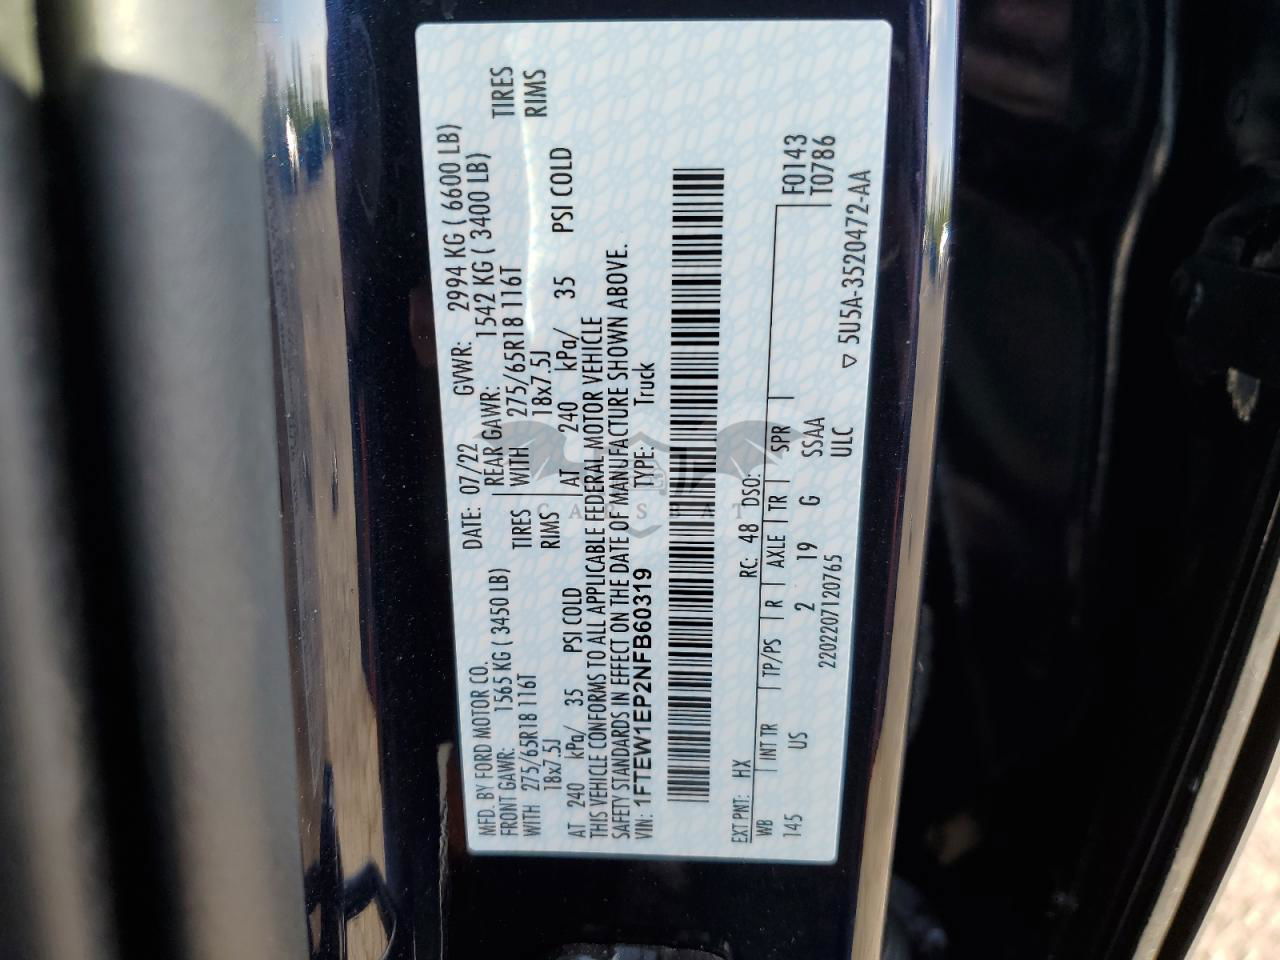 MFD. BY FORD MOTOR CO.
DATE: 07/22 GVWR: 2994 KG ( 6600 LB)
FRONT GAWR: 1565 KG ( 3450 LB) REAR GAWR: 1542 KG ( 3400 LB)
WITH 275/65R18 116T TIRES WITH 275/65R18 116T TIRES
18x7.5J RIMS 18x7.5J RIMS
AT 240 kPa/ 35 PSI COLD AT 240 kPa/ 35 PSI COLD
THIS VEHICLE CONFORMS TO ALL APPLICABLE FEDERAL MOTOR VEHICLE
SAFETY STANDARDS IN EFFECT ON THE DATE OF MANUFACTURE SHOWN ABOVE.
VIN: 1FTEW1EP2NFB60319 TYPE: Truck
EXT PNT: HX RC: 48 DSO:
WB INT TR TP/PS R AXLE TR SPR F0143
145 US 2 19 G SSAA T0786
2202207120765 ULC
▽ 5U5A-3520472-AA
CARSBAT